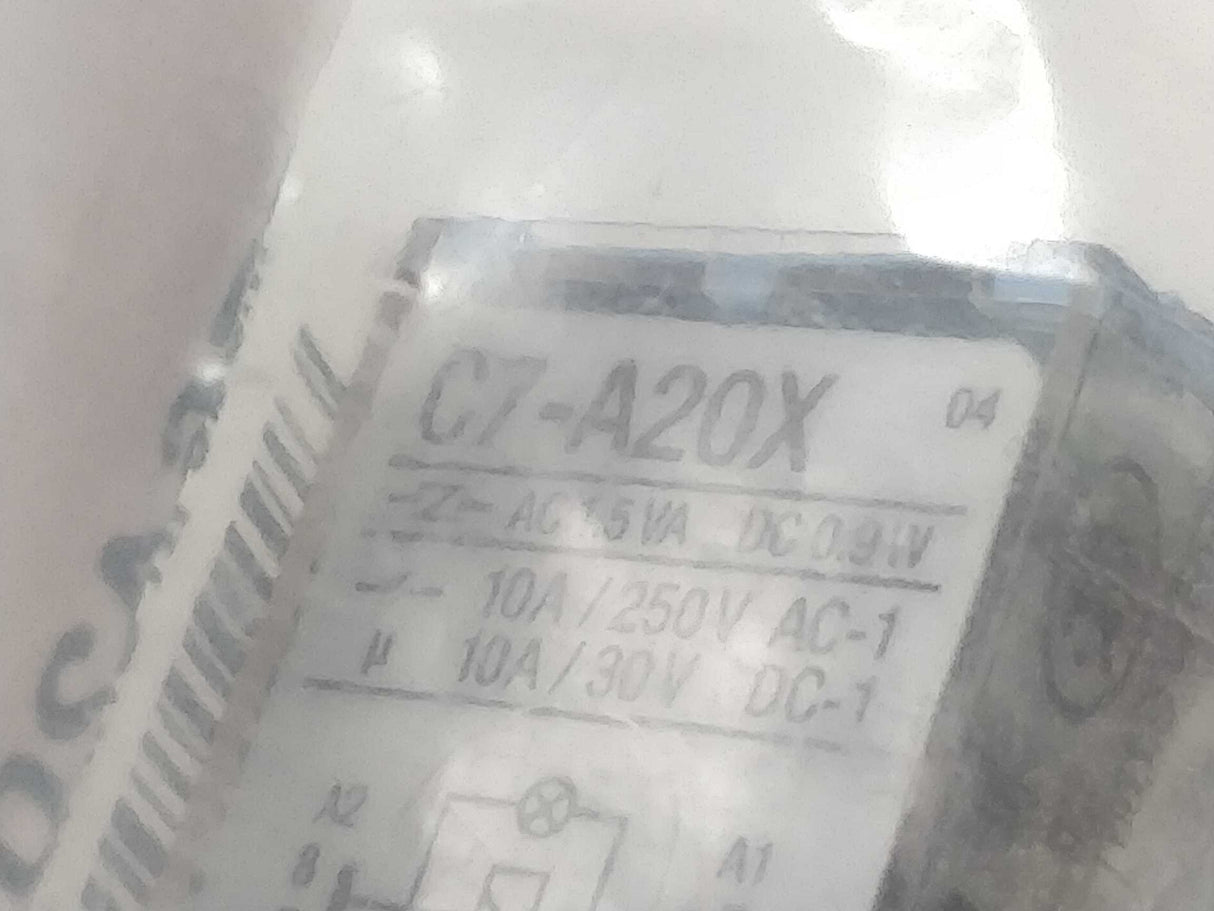 C7-A20X 04
AC 1.5 VA DC 0.9 W
10A / 250V AC-1
µ 10A / 30V DC-1
A2
A1
8